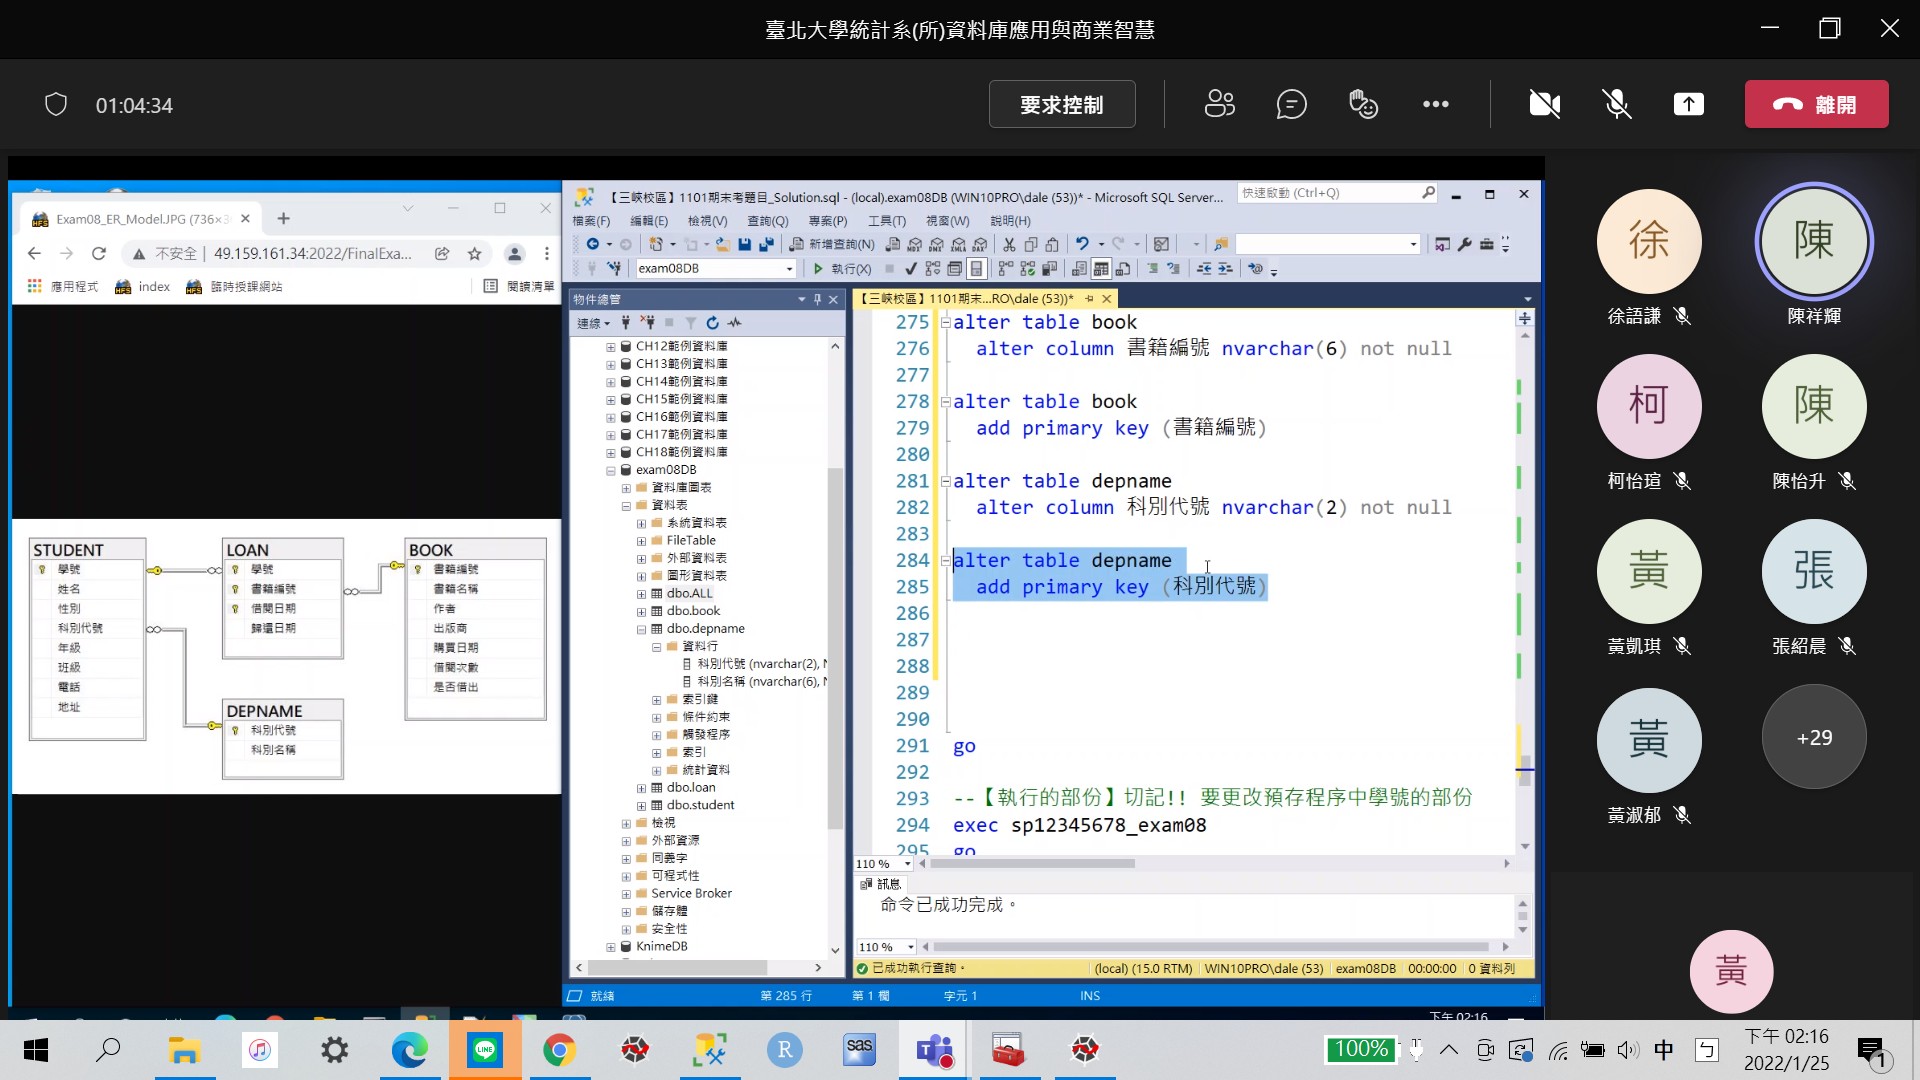 臺北大學統計系(所)資料庫應用與商業智慧
01:04:34
要求控制
離開
Exam08_ER_Model.JPG (736×3
不安全 | 49.159.161.34:2022/FinalExa...
應用程式
index
臨時授課網站
閱讀清單
STUDENT
學號
姓名
性別
科別代號
年級
班級
電話
地址
LOAN
學號
書籍編號
借閱日期
歸還日期
BOOK
書籍編號
書籍名稱
作者
出版商
購買日期
借閱次數
是否借出
DEPNAME
科別代號
科別名稱
【三峽校區】1101期末考題目_Solution.sql - (local).exam08DB (WIN10PRO\dale (53))* - Microsoft SQL Server...
快速啟動 (Ctrl+Q)
檔案(F) 編輯(E) 檢視(V) 查詢(Q) 專案(P) 工具(T) 視窗(W) 說明(H)
新增查詢(N)
exam08DB
執行(X)
物件總管
連線
CH12範例資料庫
CH13範例資料庫
CH14範例資料庫
CH15範例資料庫
CH16範例資料庫
CH17範例資料庫
CH18範例資料庫
exam08DB
資料庫圖表
資料表
系統資料表
FileTable
外部資料表
圖形資料表
dbo.ALL
dbo.book
dbo.depname
資料行
科別代號 (nvarchar(2), N
科別名稱 (nvarchar(6), N
索引鍵
條件約束
觸發程序
索引
統計資料
dbo.loan
dbo.student
檢視
外部資源
同義字
可程式性
Service Broker
儲存體
安全性
KnimeDB
【三峽校區】1101期末...RO\dale (53))*
275 alter table book
276 alter column 書籍編號 nvarchar(6) not null
277
278 alter table book
279 add primary key (書籍編號)
280
281 alter table depname
282 alter column 科別代號 nvarchar(2) not null
283
284 alter table depname
285 add primary key (科別代號)
286
287
288
289
290
291 go
292
293 --【執行的部份】切記!! 要更改預存程序中學號的部份
294 exec sp12345678_exam08
295 go
110 %
訊息
命令已成功完成。
110 %
已成功執行查詢。 (local) (15.0 RTM) WIN10PRO\dale (53) exam08DB 00:00:00 0 資料列
就緒 第 285 行 第 1 欄 字元 1 INS
下午 02:16
徐
徐語謙
陳
陳祥輝
柯
柯怡瑄
陳
陳怡升
黃
黃凱琪
張
張紹晨
黃
黃淑郁
+29
黃
LINE
R
sas
T
100%
中
ㄅ
下午 02:16
2022/1/25
1